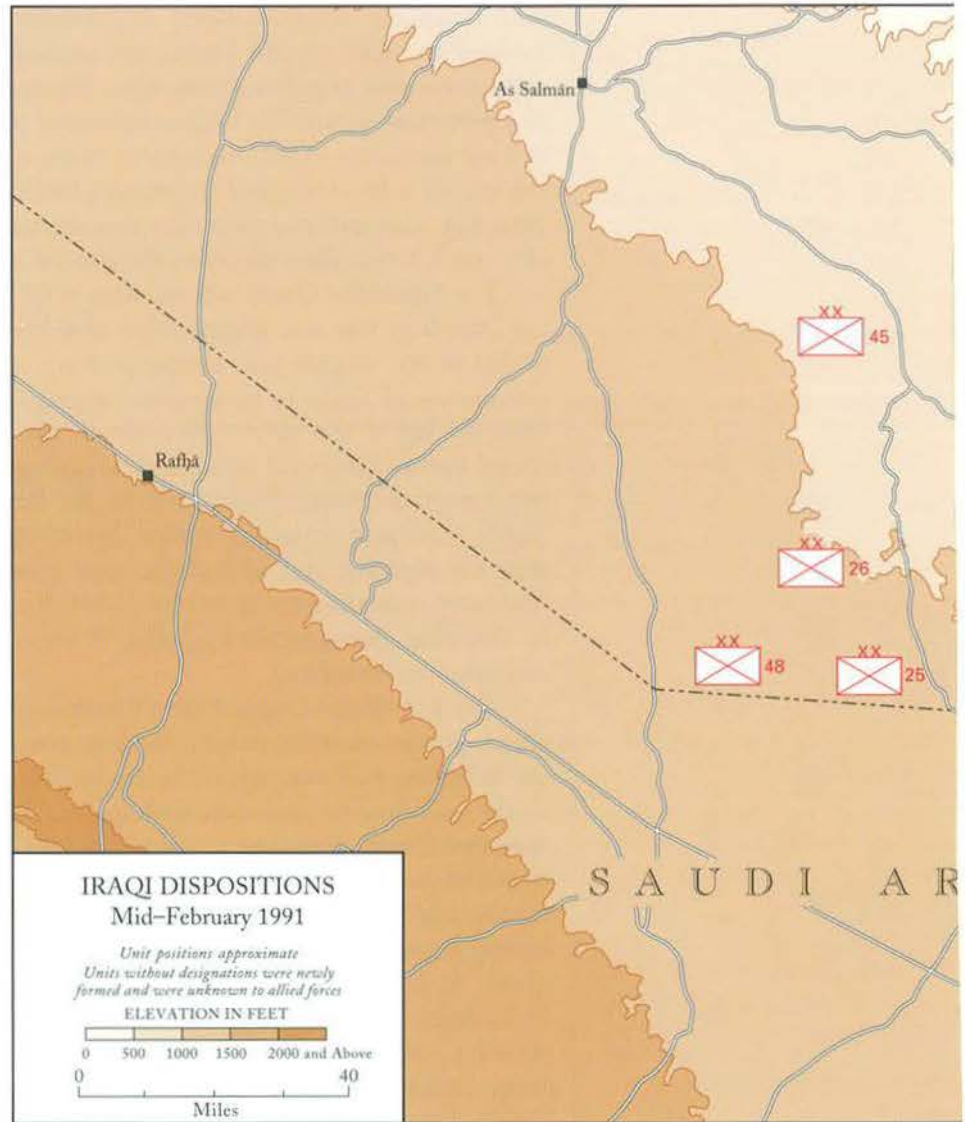 As Salmān
XX
45
Rafḥā
XX
26
XX
48
XX
25
SAUDI AR
IRAQI DISPOSITIONS
Mid–February 1991
Unit positions approximate
Units without designations were newly
formed and were unknown to allied forces
ELEVATION IN FEET
0 500 1000 1500 2000 and Above
0 40
Miles